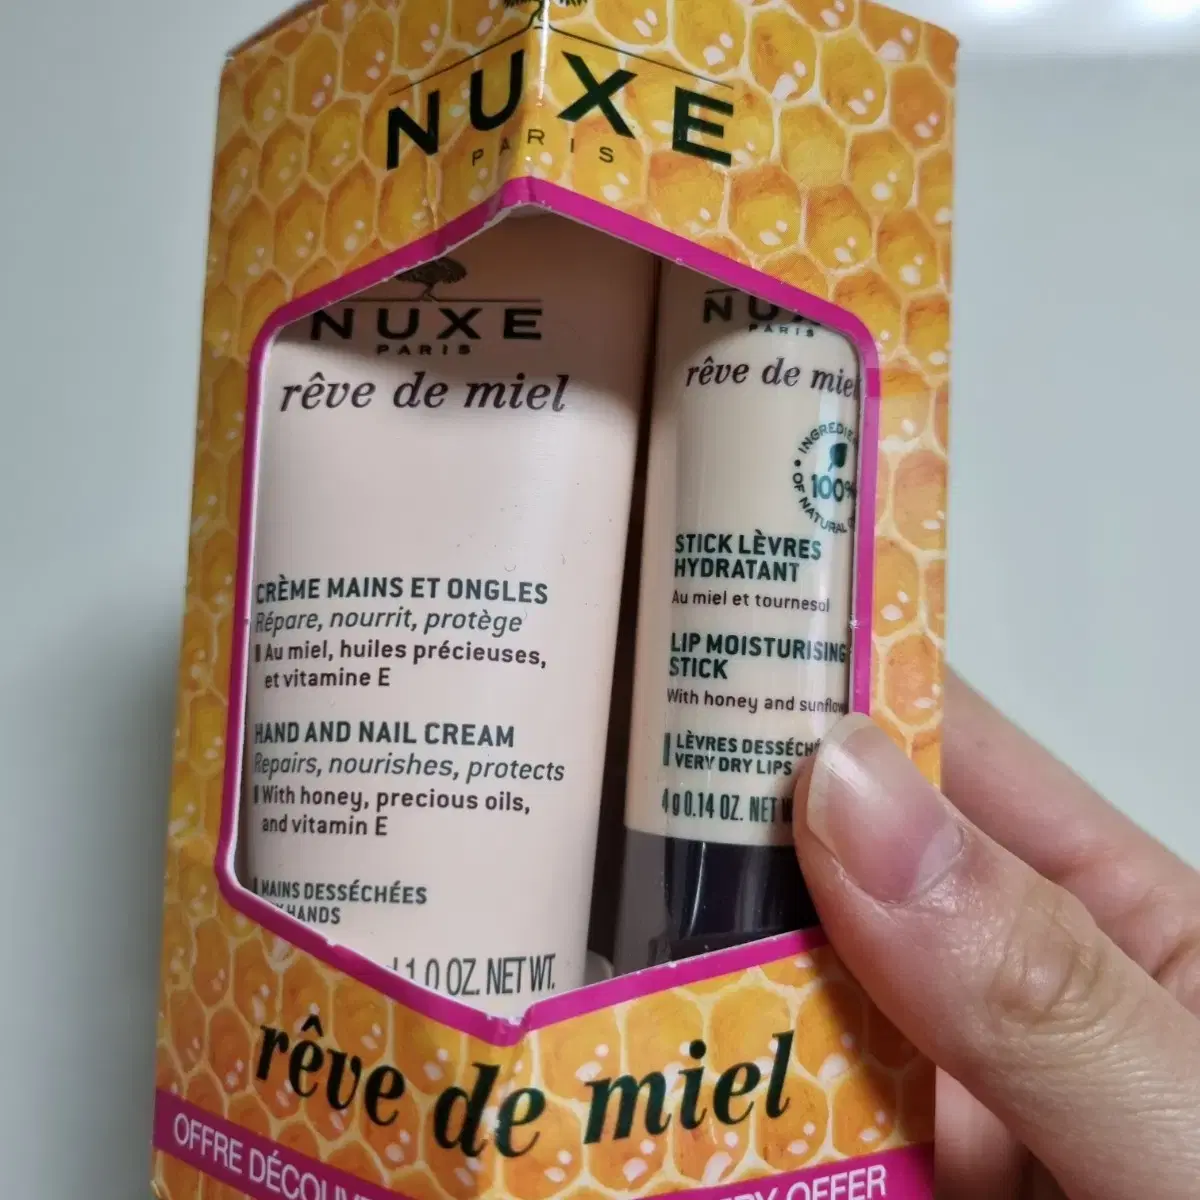 NUXE
PARIS
NUXE
PARIS
rêve de miel
CRÈME MAINS ET ONGLES
Répare, nourrit, protège
Au miel, huiles précieuses,
et vitamine E
HAND AND NAIL CREAM
Repairs, nourishes, protects
With honey, precious oils,
and vitamin E
MAINS DESSÉCHÉES
HANDS
1.0 OZ. NET WT.
PARIS
rêve de miel
100%
OF NATURAL
STICK LÈVRES
HYDRATANT
Au miel et tournesol
LIP MOISTURISING
STICK
With honey and
LÈVRES
VERY DRY LIPS
4 g 0.14 OZ. NET
rêve de miel
OFFRE
OFFER